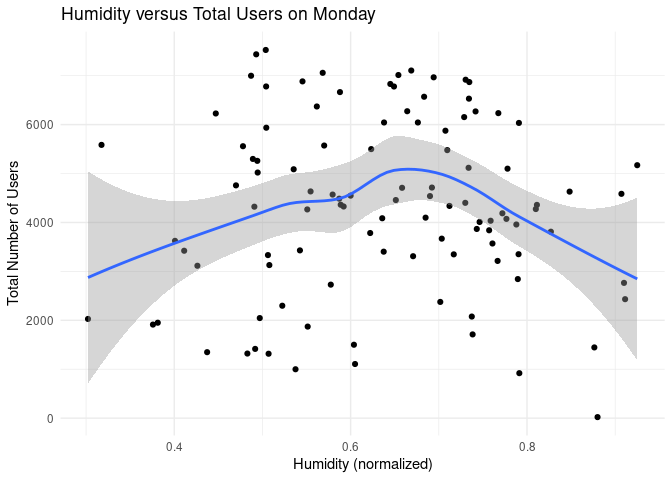 Humidity versus Total Users on Monday
Total Number of Users
6000
4000
2000
0
0.4 0.6 0.8
Humidity (normalized)